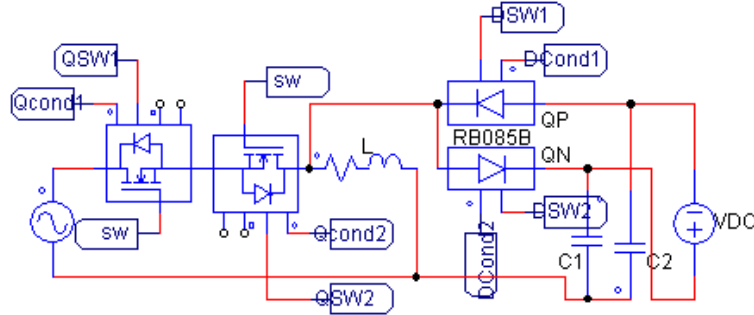 DSW1
QSW1
DCond1
sw
Qcond1
QP
RB085B
L
QN
DSW2
VDC
sw
Qcond2
DCond2
C1
C2
QSW2